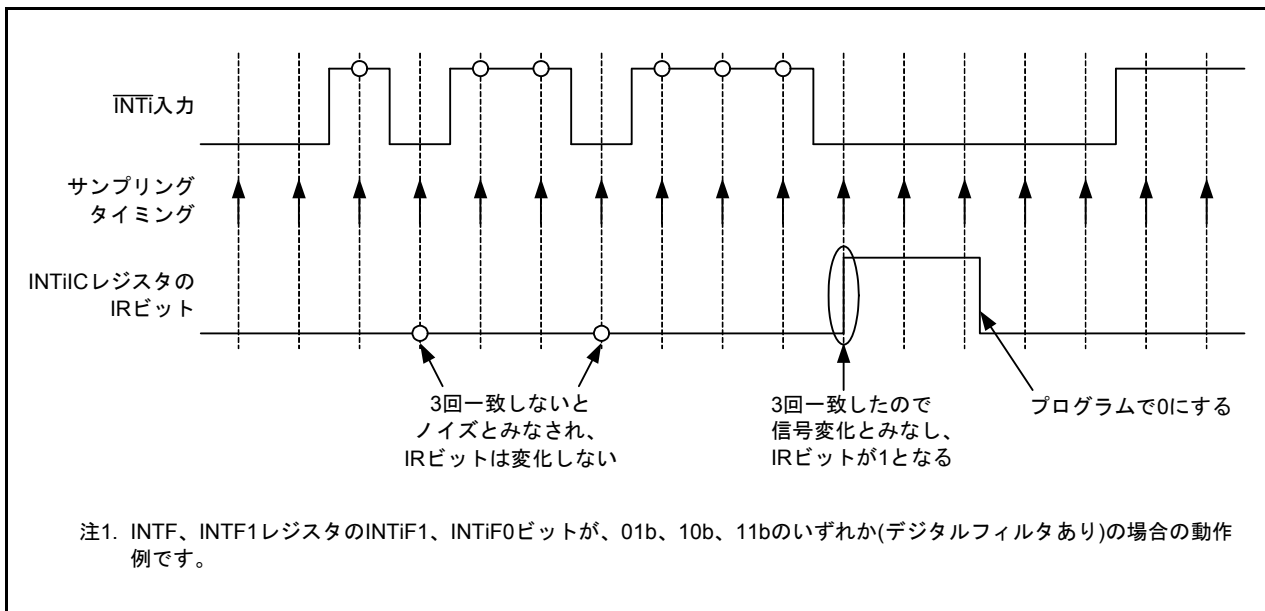 INTi入力
サンプリング
タイミング
INTiICレジスタの
IRビット
3回一致しないと
ノイズとみなされ、
IRビットは変化しない
3回一致したので
信号変化とみなし、
IRビットが1となる
プログラムで0にする
注1. INTF、INTF1レジスタのINTiF1、INTiF0ビットが、01b、10b、11bのいずれか(デジタルフィルタあり)の場合の動作
例です。